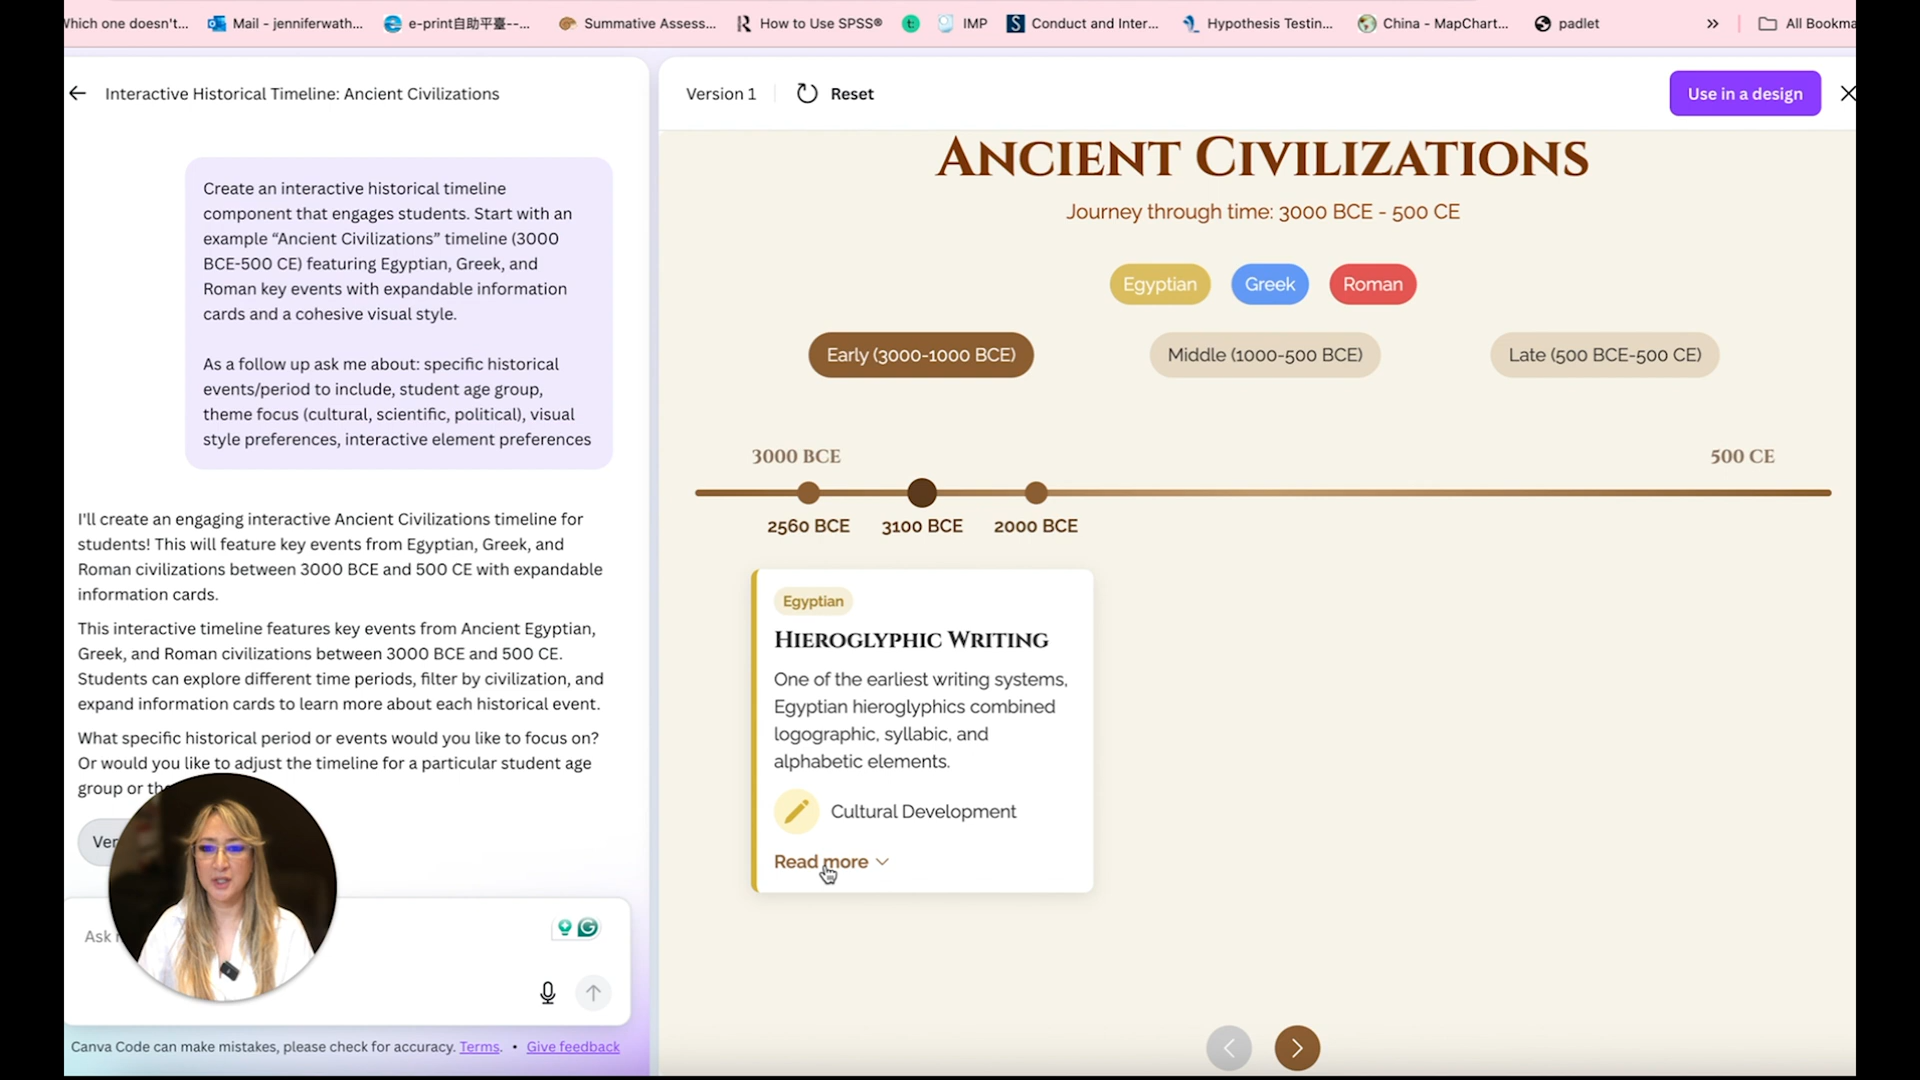 Which one doesn't...
Mail - jenniferwath...
e-print自助平臺--...
Summative Assess...
How to Use SPSS®
IMP
Conduct and Inter...
Hypothesis Testin...
China - MapChart...
padlet
»
All Bookma
Interactive Historical Timeline: Ancient Civilizations
Create an interactive historical timeline
component that engages students. Start with an
example “Ancient Civilizations” timeline (3000
BCE-500 CE) featuring Egyptian, Greek, and
Roman key events with expandable information
cards and a cohesive visual style.
As a follow up ask me about: specific historical
events/period to include, student age group,
theme focus (cultural, scientific, political), visual
style preferences, interactive element preferences
I'll create an engaging interactive Ancient Civilizations timeline for
students! This will feature key events from Egyptian, Greek, and
Roman civilizations between 3000 BCE and 500 CE with expandable
information cards.
This interactive timeline features key events from Ancient Egyptian,
Greek, and Roman civilizations between 3000 BCE and 500 CE.
Students can explore different time periods, filter by civilization, and
expand information cards to learn more about each historical event.
What specific historical period or events would you like to focus on?
Or would you like to adjust the timeline for a particular student age
group or the
Ver
Ask
Canva Code can make mistakes, please check for accuracy. Terms. • Give feedback
Version 1
Reset
Use in a design
Ancient Civilizations
Journey through time: 3000 BCE - 500 CE
Egyptian
Greek
Roman
Early (3000-1000 BCE)
Middle (1000-500 BCE)
Late (500 BCE-500 CE)
3000 BCE
500 CE
2560 BCE
3100 BCE
2000 BCE
Egyptian
Hieroglyphic Writing
One of the earliest writing systems,
Egyptian hieroglyphics combined
logographic, syllabic, and
alphabetic elements.
Cultural Development
Read more